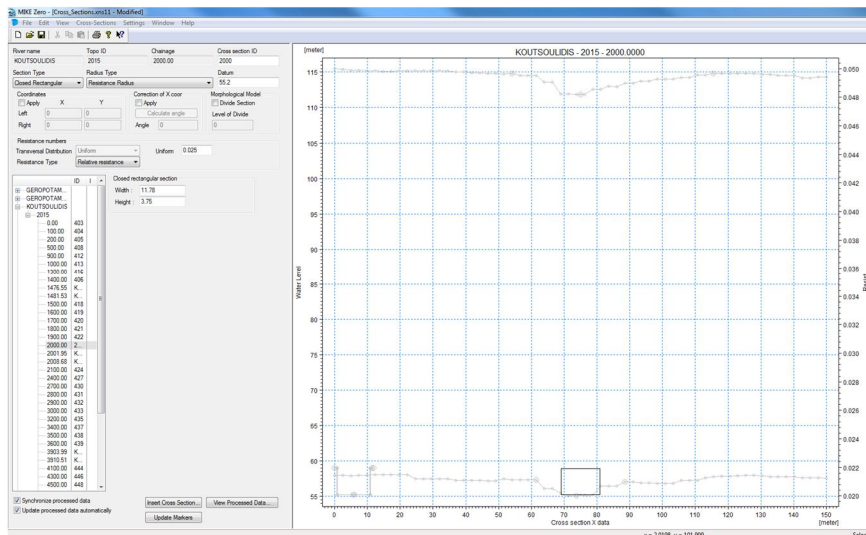 MIKE Zero - [Cross_Sections.xns11 - Modified]
File Edit View Cross-Sections Settings Window Help
River name Topo ID Chainage Cross section ID
KOUTSOULIDIS 2015 2000.00 2000
Section Type Radius Type Datum
Closed Rectangular Resistance Radius 55.2
Coordinates Correction of X coor Morphological Model
Apply X Y Apply Divide Section
Left 0 0 Calculate angle Level of Divide
Right 0 0 Angle 0 0
Resistance numbers
Transversal Distribution Uniform Uniform 0.025
Resistance Type Relative resistance
ID I
Closed rectangular section
Width : 11.78
Height : 3.75
GEROPOTAM...
GEROPOTAM...
KOUTSOULIDIS
2015
0.00 403
100.00 404
200.00 405
500.00 408
900.00 412
1000.00 413
1300.00 416
1400.00 406
1476.55 K...
1481.53 K...
1500.00 418
1600.00 419
1700.00 420
1800.00 421
1900.00 422
2000.00 2...
2001.95 K...
2008.68 K...
2100.00 424
2400.00 427
2700.00 430
2800.00 431
2900.00 432
3000.00 433
3200.00 435
3400.00 437
3500.00 438
3600.00 439
3903.99 K...
3910.51 K...
4100.00 444
4300.00 446
4500.00 448
Synchronize processed data
Update processed data automatically
Insert Cross Section... View Processed Data...
Update Markers
[meter] KOUTSOULIDIS - 2015 - 2000.0000
115
110
105
100
95
90
85
80
75
70
65
60
55
Water Level
0.050
0.048
0.046
0.044
0.042
0.040
0.038
0.036
0.034
0.032
0.030
0.028
0.026
0.024
0.022
0.020
0 10 20 30 40 50 60 70 80 90 100 110 120 130 140 150
Cross section X data [meter]